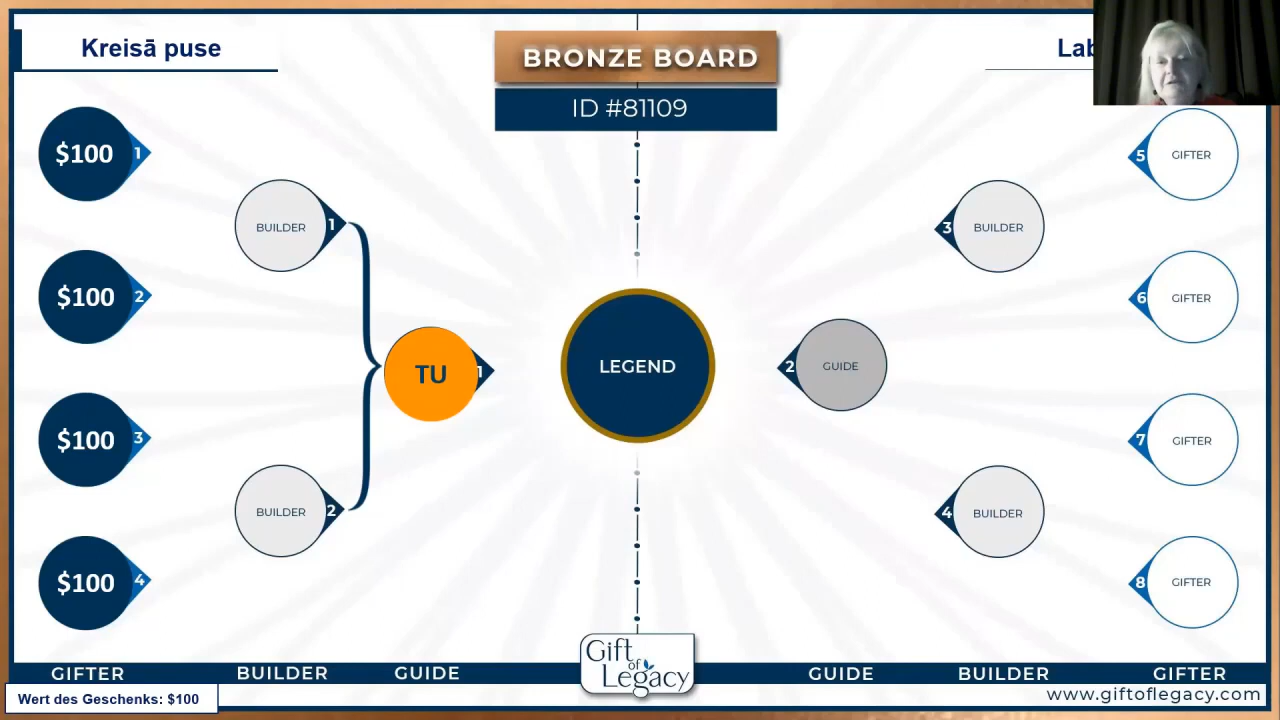 Kreisā puse
BRONZE BOARD
ID #81109
$100 1
$100 2
$100 3
$100 4
BUILDER 1
BUILDER 2
TU 1
LEGEND
2 GUIDE
3 BUILDER
4 BUILDER
5 GIFTER
6 GIFTER
7 GIFTER
8 GIFTER
GIFTER BUILDER GUIDE
Gift
of
Legacy
GUIDE BUILDER GIFTER
Wert des Geschenks: $100
www.giftoflegacy.com